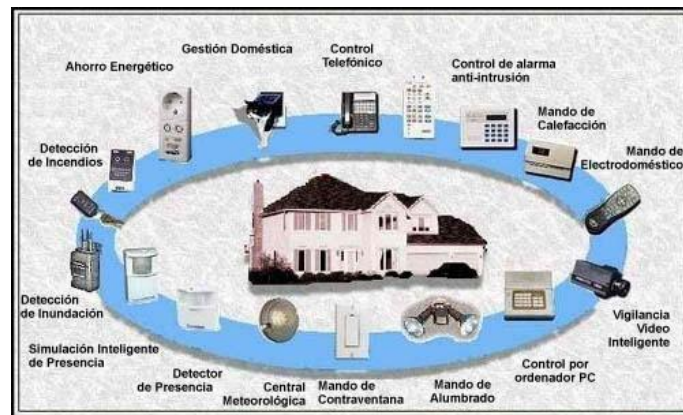 Gestión Doméstica
Control
Telefónico
Ahorro Energético
Control de alarma
anti-intrusión
Mando de
Calefacción
Detección
de Incendios
Mando de
Electrodoméstico
Detección
de Inundación
Vigilancia
Video
Inteligente
Simulación Inteligente
de Presencia
Detector
de Presencia
Central
Meteorológica
Mando de
Contraventana
Mando de
Alumbrado
Control por
ordenador PC